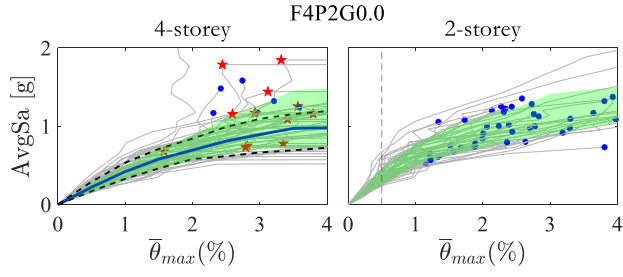 F4P2G0.0
4-storey 2-storey
AvgSa [g]
2
1
0
0 1 2 3 4 0 1 2 3 4
θ̅max(%) θ̅max(%)